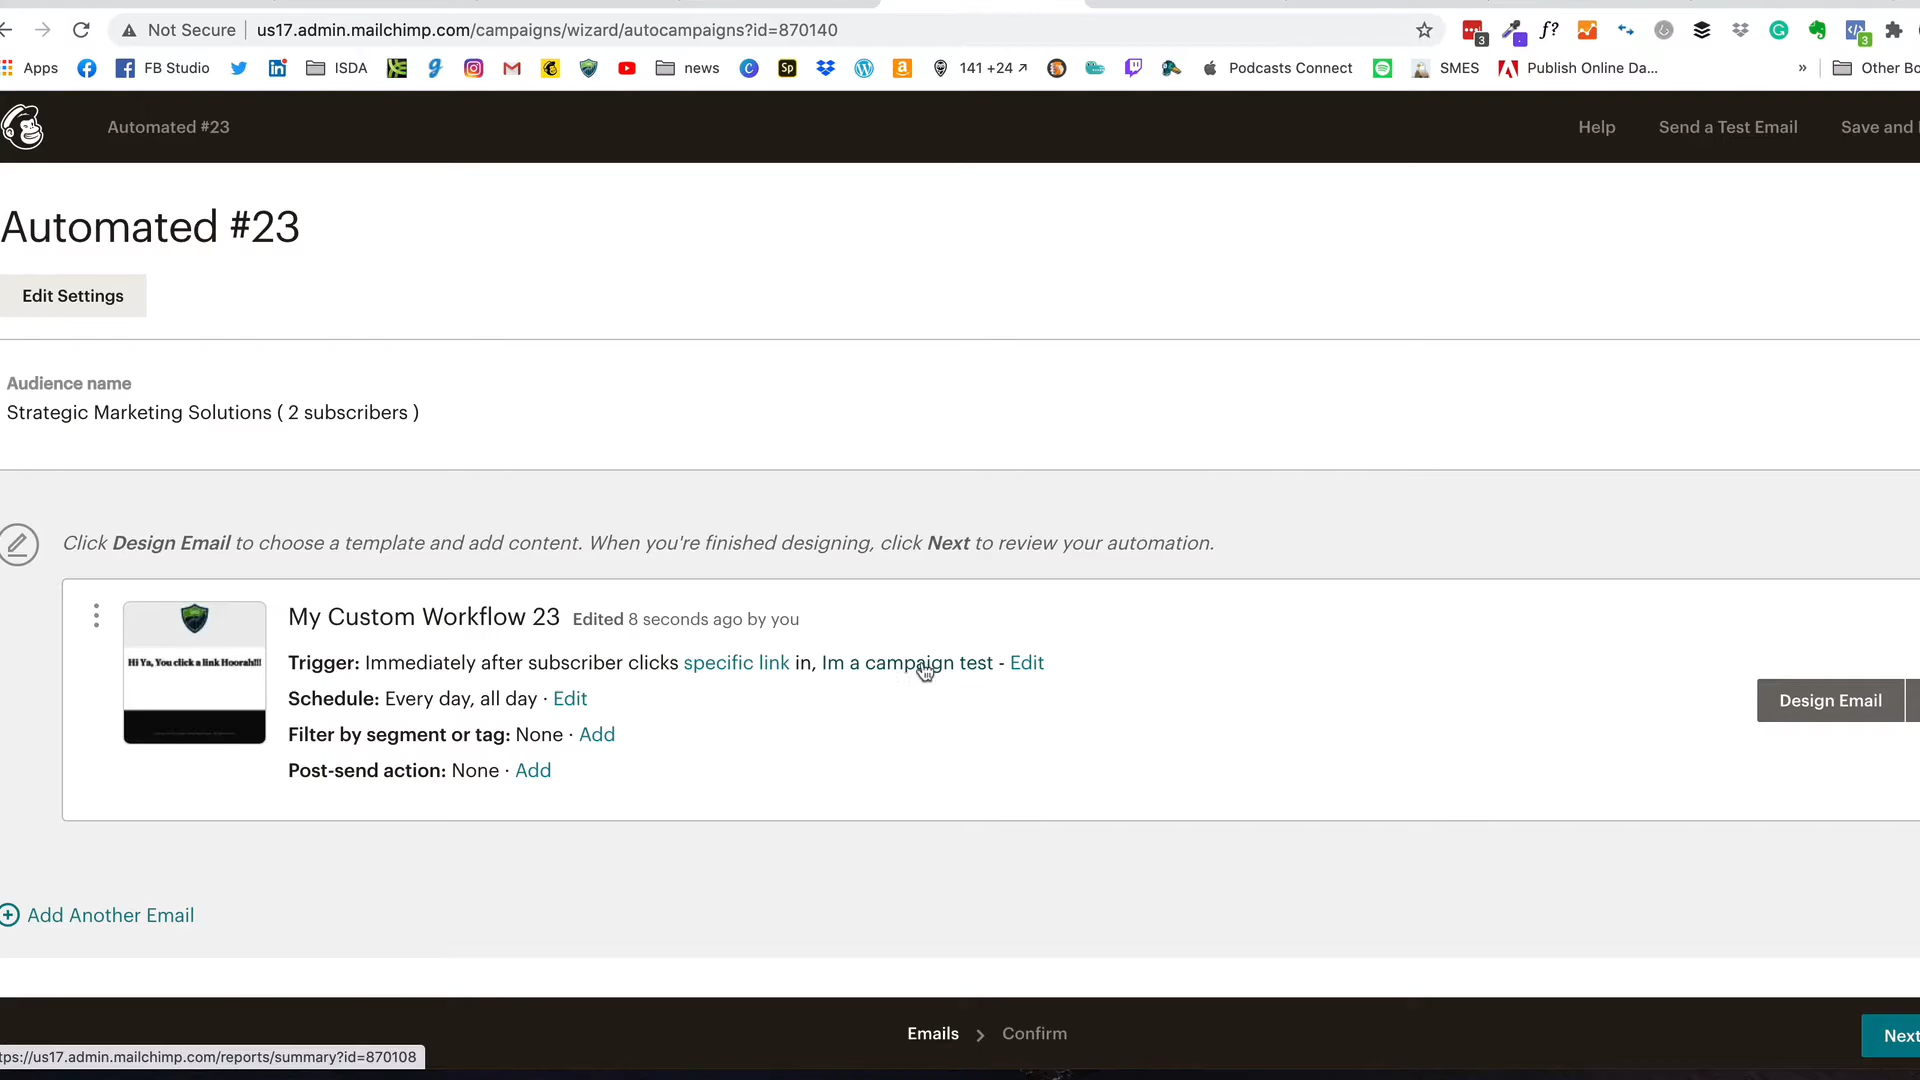 Not Secure us17.admin.mailchimp.com/campaigns/wizard/autocampaigns?id=870140
3
f?
3
Apps FB Studio ISDA news 141 +24 Podcasts Connect SMES Publish Online Da... » Other Bo
Automated #23 Help Send a Test Email Save and
Automated #23
Edit Settings
Audience name
Strategic Marketing Solutions ( 2 subscribers )
Click Design Email to choose a template and add content. When you're finished designing, click Next to review your automation.
My Custom Workflow 23 Edited 8 seconds ago by you
Hi Ya, You click a link Hoorah!!!
Trigger: Immediately after subscriber clicks specific link in, Im a campaign test - Edit
Schedule: Every day, all day · Edit
Design Email
Filter by segment or tag: None · Add
Post-send action: None · Add
Add Another Email
Emails > Confirm
Next
tps://us17.admin.mailchimp.com/reports/summary?id=870108